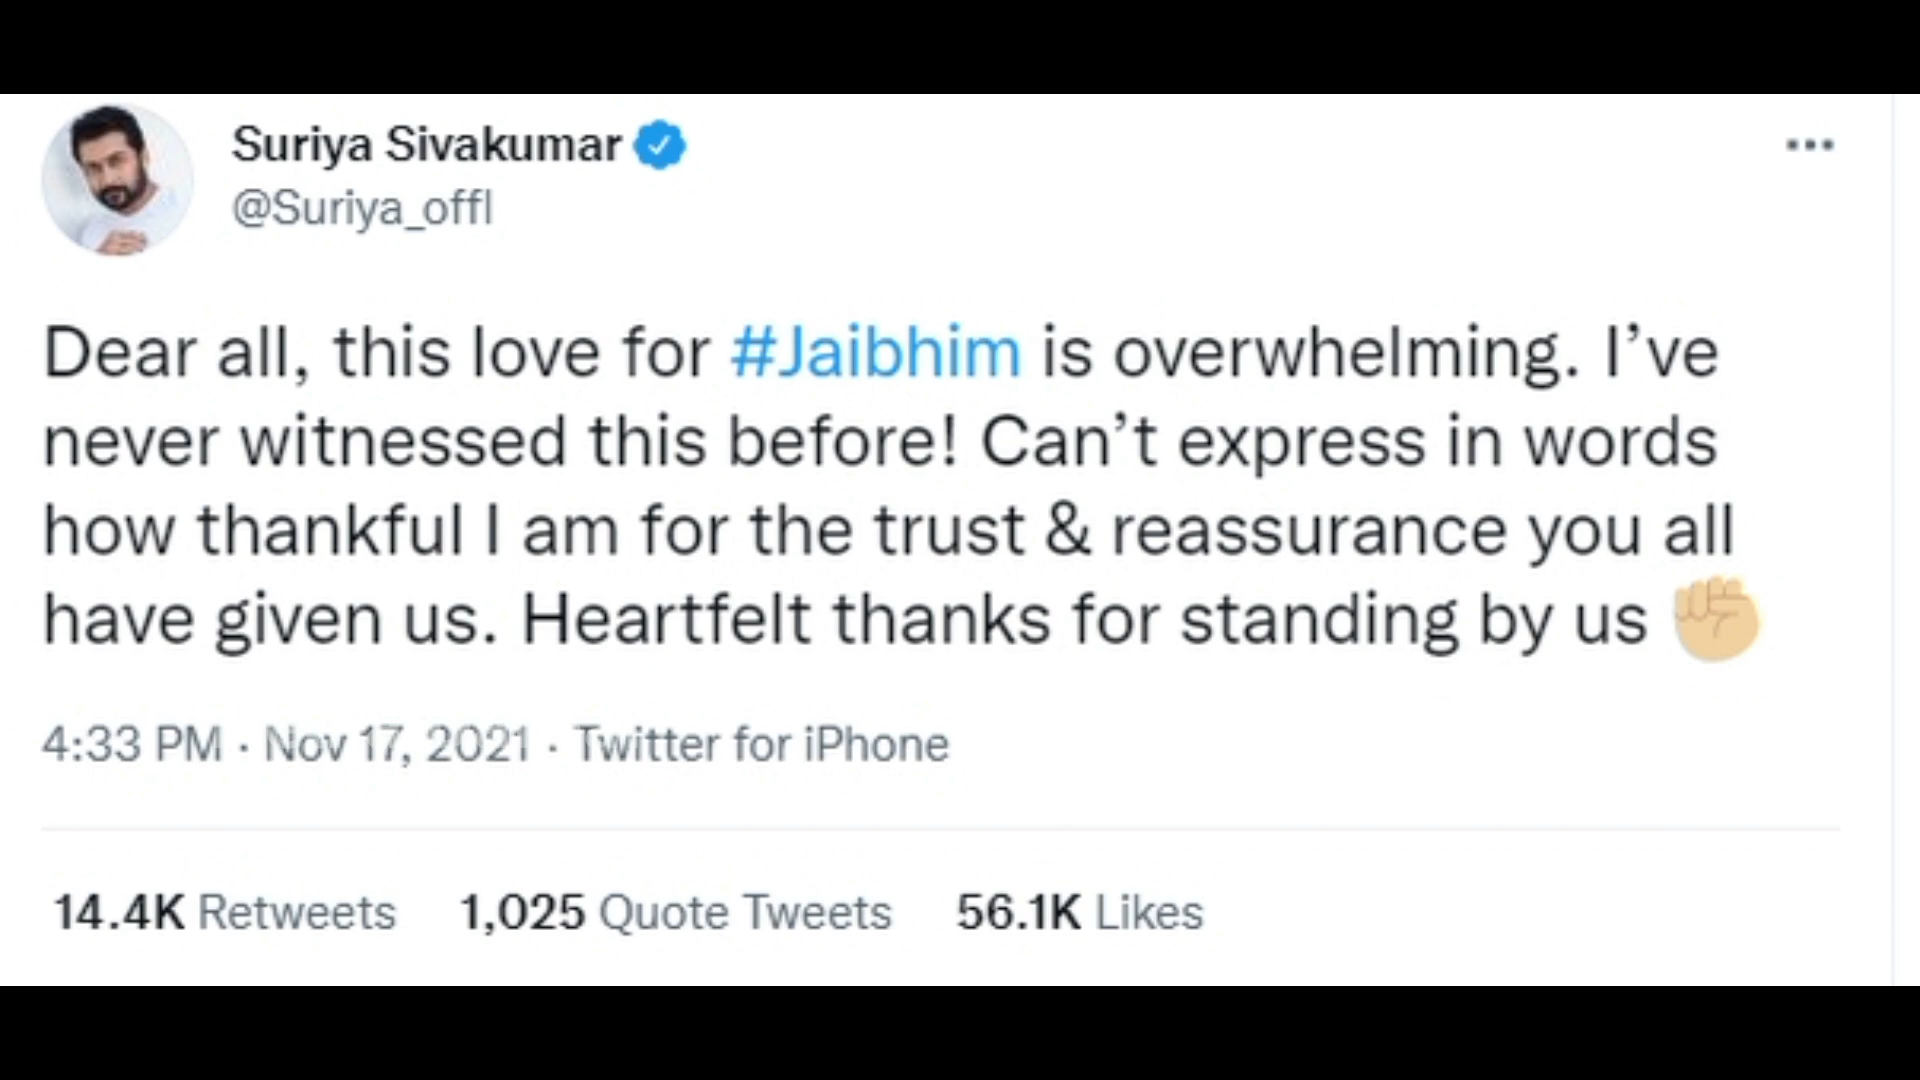 Suriya Sivakumar
@Suriya_offl
Dear all, this love for #Jaibhim is overwhelming. I’ve
never witnessed this before! Can’t express in words
how thankful I am for the trust & reassurance you all
have given us. Heartfelt thanks for standing by us ✊🏼
4:33 PM · Nov 17, 2021 · Twitter for iPhone
14.4K Retweets 1,025 Quote Tweets 56.1K Likes